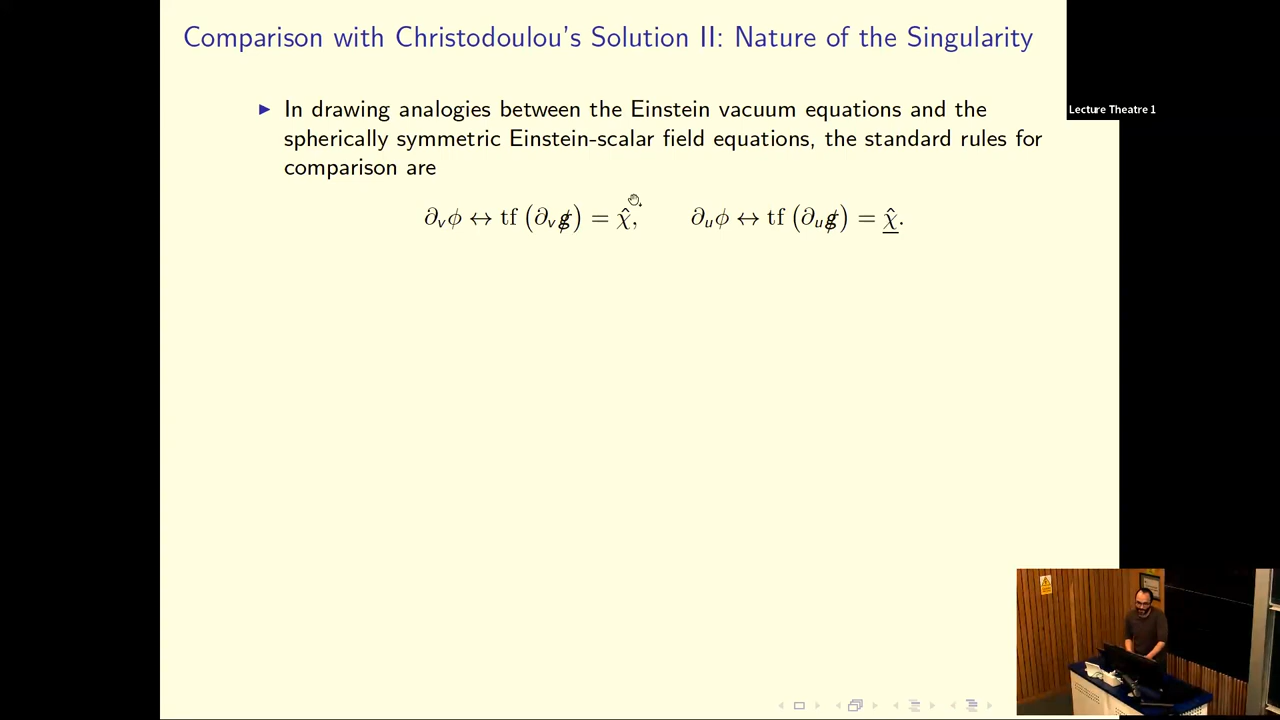 Comparison with Christodoulou's Solution II: Nature of the Singularity
In drawing analogies between the Einstein vacuum equations and the
Lecture Theatre 1
spherically symmetric Einstein-scalar field equations, the standard rules for
comparison are
∂ᵥϕ ↔ tf (∂ᵥg̸) = χ̂, ∂ᵤϕ ↔ tf (∂ᵤg̸) = χ̲̂.